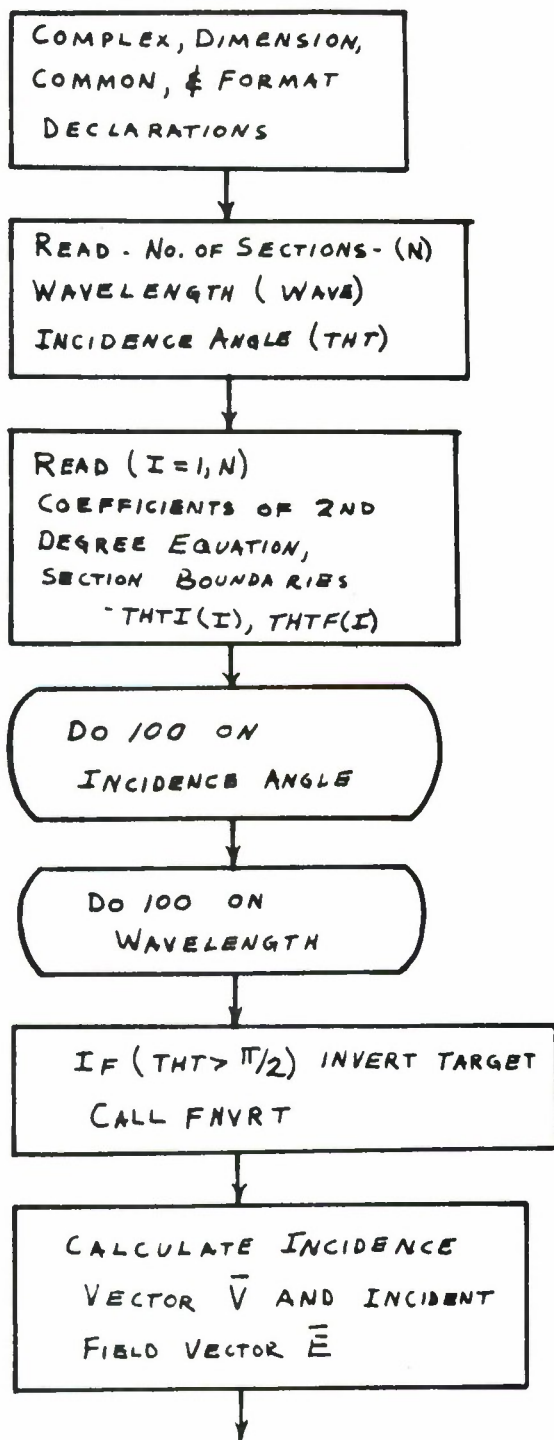 COMPLEX, DIMENSION,
COMMON, & FORMAT
DECLARATIONS
READ - NO. OF SECTIONS - (N)
WAVELENGTH (WAVE)
INCIDENCE ANGLE (THT)
READ (I=1,N)
COEFFICIENTS OF 2ND
DEGREE EQUATION,
SECTION BOUNDARIES
-THTI(I), THTF(I)
DO 100 ON
INCIDENCE ANGLE
DO 100 ON
WAVELENGTH
IF (THT > π/2) INVERT TARGET
CALL FNVRT
CALCULATE INCIDENCE
VECTOR V̄ AND INCIDENT
FIELD VECTOR Ē